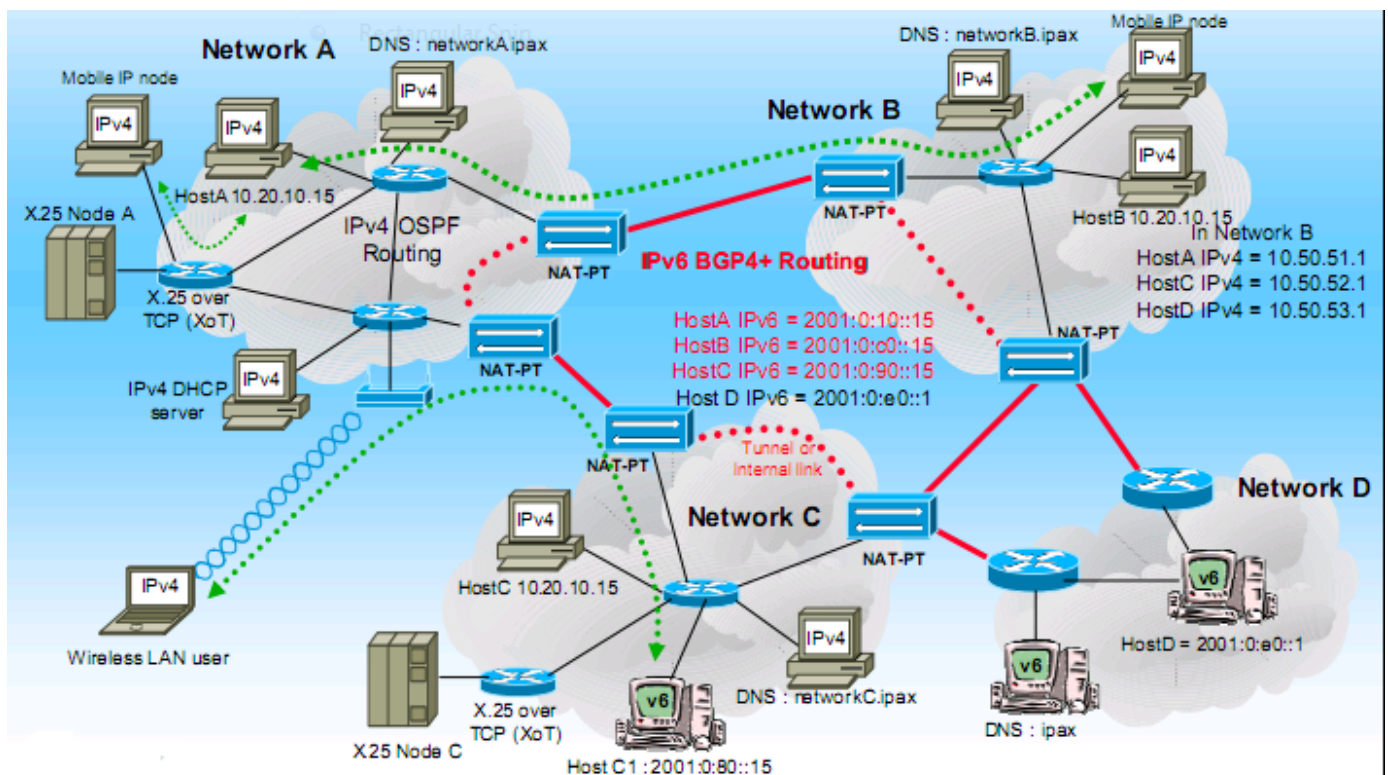 Rectangular Snip
Network A
DNS : networkA.ipax
Mobile IP node
IPv4
IPv4
IPv4
HostA 10.20.10.15
X.25 Node A
IPv4 OSPF
Routing
X.25 over
TCP (XoT)
NAT-PT
IPv4
IPv4 DHCP
server
NAT-PT
DNS : networkB.ipax
Mobile IP node
IPv4
IPv4
Network B
IPv4
NAT-PT
HostB 10.20.10.15
In Network B
HostA IPv4 = 10.50.51.1
HostC IPv4 = 10.50.52.1
HostD IPv4 = 10.50.53.1
IPv6 BGP4+ Routing
HostA IPv6 = 2001:0:10::15
HostB IPv6 = 2001:0:c0::15
HostC IPv6 = 2001:0:90::15
Host D IPv6 = 2001:0:e0::1
NAT-PT
NAT-PT
Tunnel or
Internal link
Network C
NAT-PT
Network D
IPv4
HostC 10.20.10.15
IPv4
Wireless LAN user
X.25 Node C
X.25 over
TCP (XoT)
v6
Host C1 : 2001:0:80::15
IPv4
DNS : networkC.ipax
v6
HostD = 2001:0:e0::1
v6
DNS : ipax